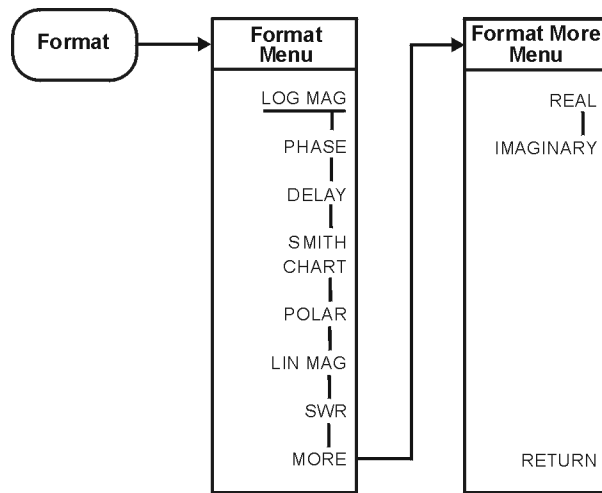 Format
Format
Menu
LOG MAG
PHASE
DELAY
SMITH
CHART
POLAR
LIN MAG
SWR
MORE
Format More
Menu
REAL
IMAGINARY
RETURN